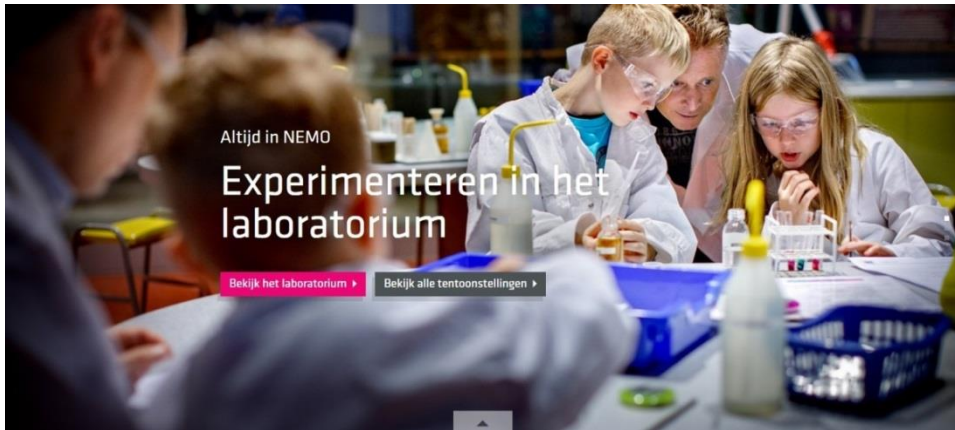 Altijd in NEMO
Experimenteren in het
laboratorium
Bekijk het laboratorium
Bekijk alle tentoonstellingen